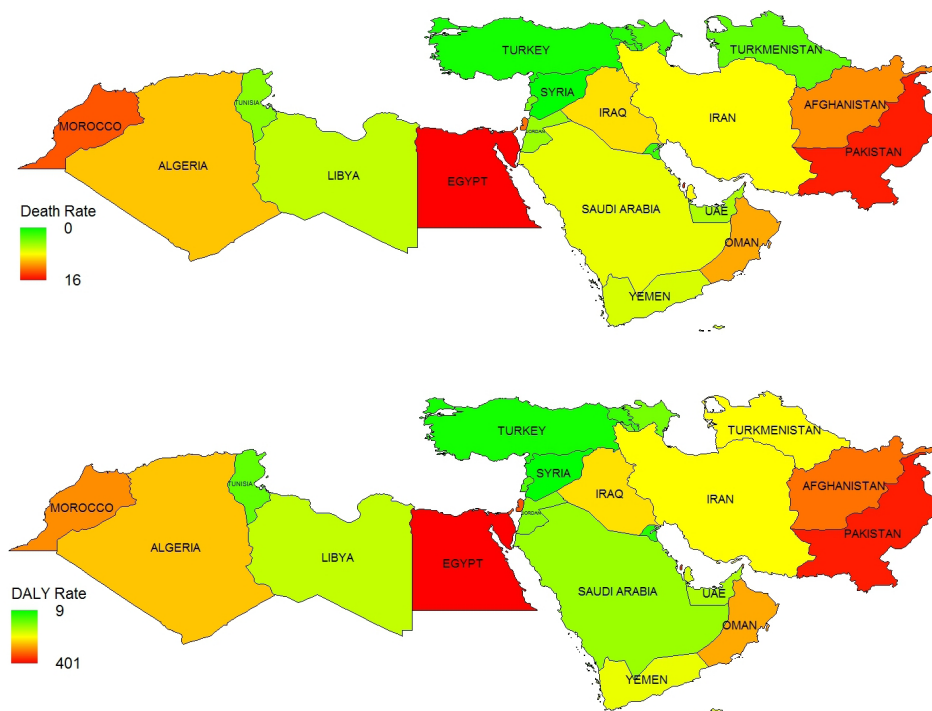 TURKEY
TURKMENISTAN
SYRIA
TUNISIA
AFGHANISTAN
IRAQ
IRAN
MOROCCO
JORDAN
PAKISTAN
ALGERIA
LIBYA
EGYPT
SAUDI ARABIA
UAE
Death Rate
0
16
OMAN
YEMEN
TURKEY
TURKMENISTAN
SYRIA
TUNISIA
AFGHANISTAN
IRAQ
IRAN
MOROCCO
JORDAN
PAKISTAN
ALGERIA
LIBYA
EGYPT
SAUDI ARABIA
UAE
DALY Rate
9
401
OMAN
YEMEN